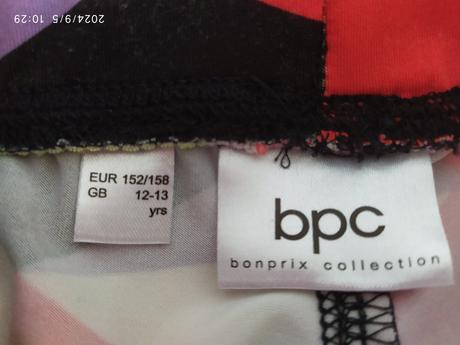 2024/9/5 10:29
EUR 152/158
GB 12-13
yrs
bpc
bonprix collection